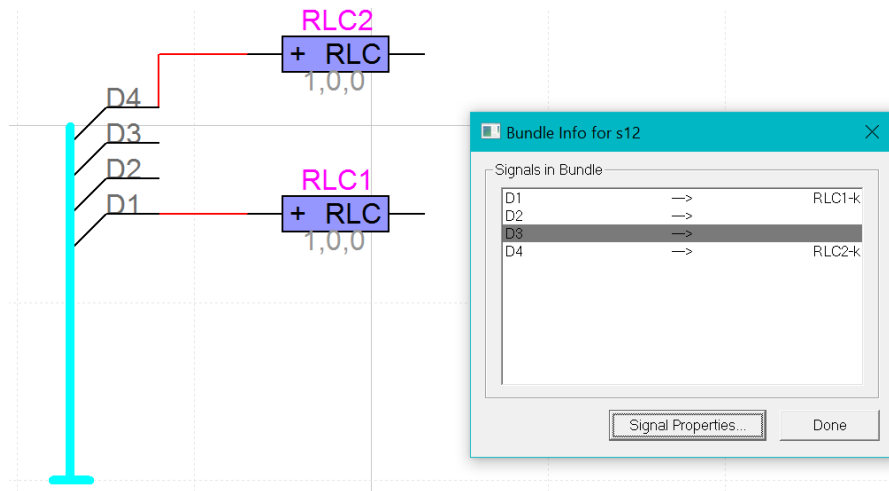 RLC2
+ RLC
1,0,0
D4
D3
D2
D1
RLC1
+ RLC
1,0,0
Bundle Info for s12
Signals in Bundle
D1 —> RLC1-k
D2 —>
D3 —>
D4 —> RLC2-k
Signal Properties...
Done